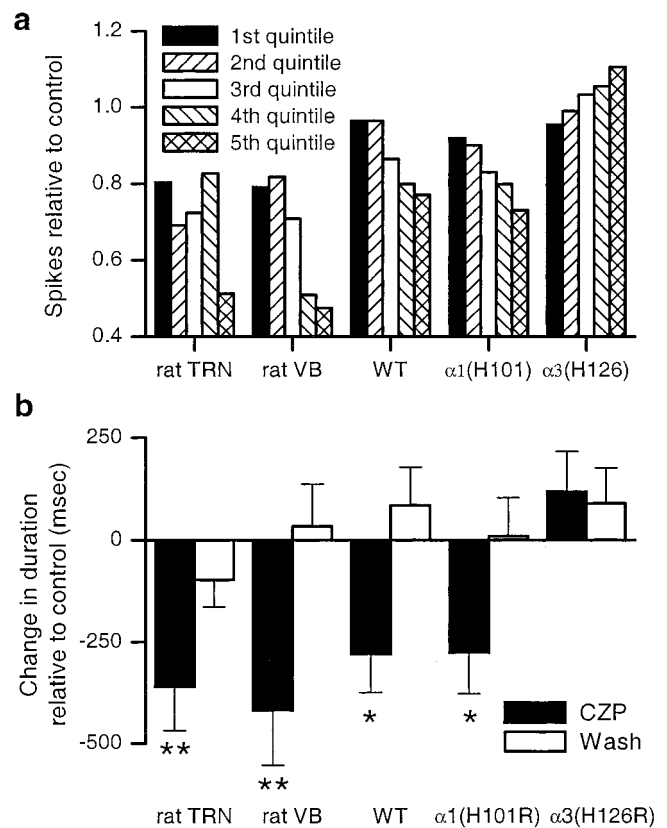 a
Spikes relative to control
1.2
1.0
0.8
0.6
0.4
1st quintile
2nd quintile
3rd quintile
4th quintile
5th quintile
rat TRN rat VB WT α1(H101) α3(H126)
b
Change in duration
relative to control (msec)
250
0
-250
-500
** ** * *
CZP
Wash
rat TRN rat VB WT α1(H101R) α3(H126R)